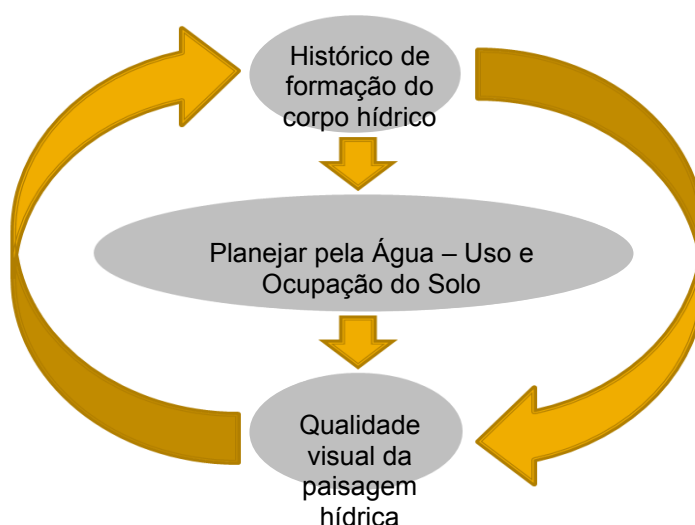 Histórico de
formação do
corpo hídrico
Planejar pela Água – Uso e
Ocupação do Solo
Qualidade
visual da
paisagem
hídrica